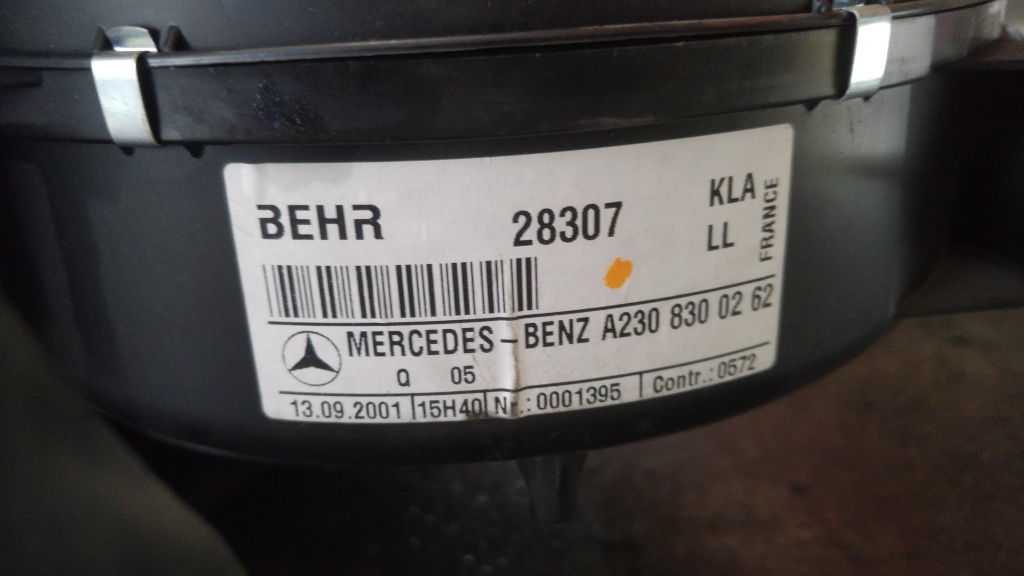 BEHR 28307 KLA
LL
FRANCE
MERCEDES-BENZ A230 830 02 62
Q 05
13.09.2001 15H40 Nr.:0001395 Contr.:0572